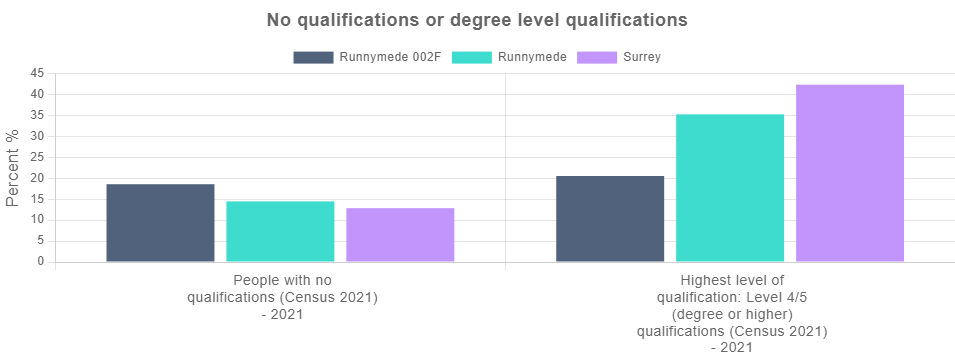 No qualifications or degree level qualifications
Runnymede 002F Runnymede Surrey
Percent %
45
40
35
30
25
20
15
10
5
0
People with no
qualifications (Census 2021)
- 2021
Highest level of
qualification: Level 4/5
(degree or higher)
qualifications (Census 2021)
- 2021